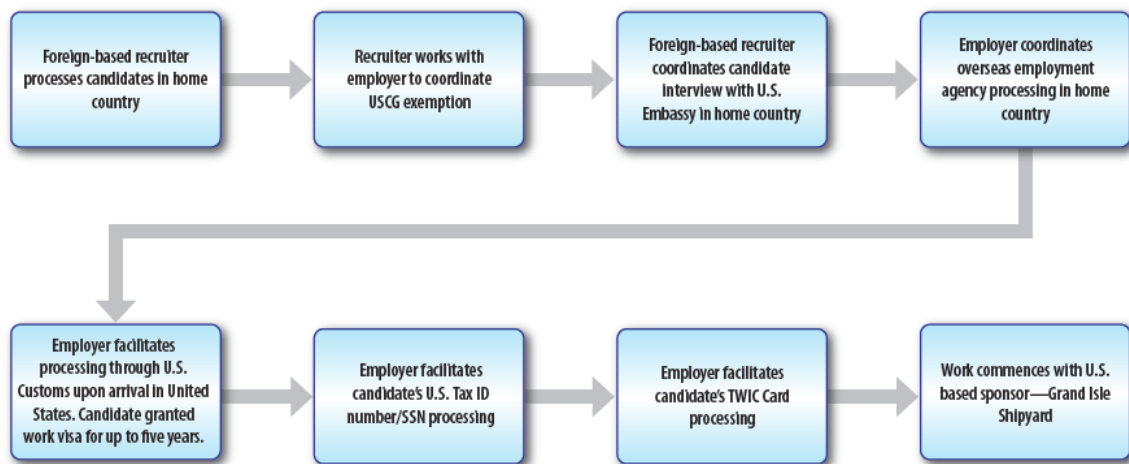 Foreign-based recruiter
processes candidates in home
country
Recruiter works with
employer to coordinate
USCG exemption
Foreign-based recruiter
coordinates candidate
interview with U.S.
Embassy in home country
Employer coordinates
overseas employment
agency processing in home
country
Employer facilitates
processing through U.S.
Customs upon arrival in United
States. Candidate granted
work visa for up to five years.
Employer facilitates
candidate's U.S. Tax ID
number/SSN processing
Employer facilitates
candidate's TWIC Card
processing
Work commences with U.S.
based sponsor—Grand Isle
Shipyard